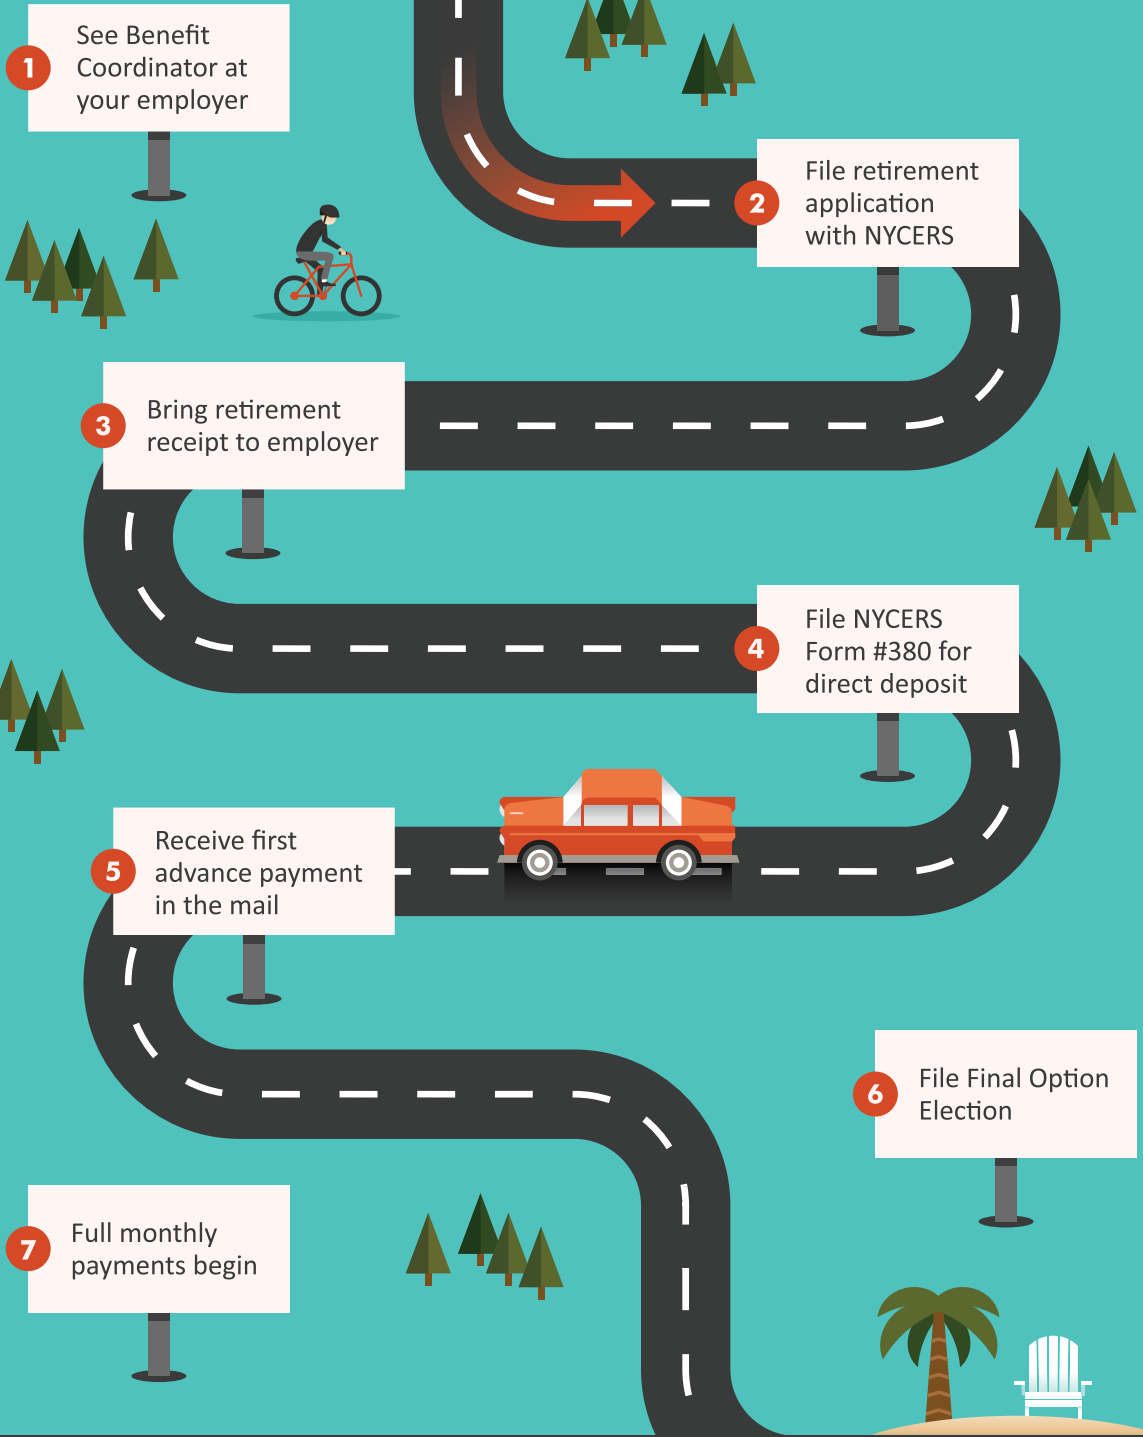 1
See Benefit
Coordinator at
your employer
2
File retirement
application
with NYCERS
3
Bring retirement
receipt to employer
4
File NYCERS
Form #380 for
direct deposit
5
Receive first
advance payment
in the mail
6
File Final Option
Election
7
Full monthly
payments begin